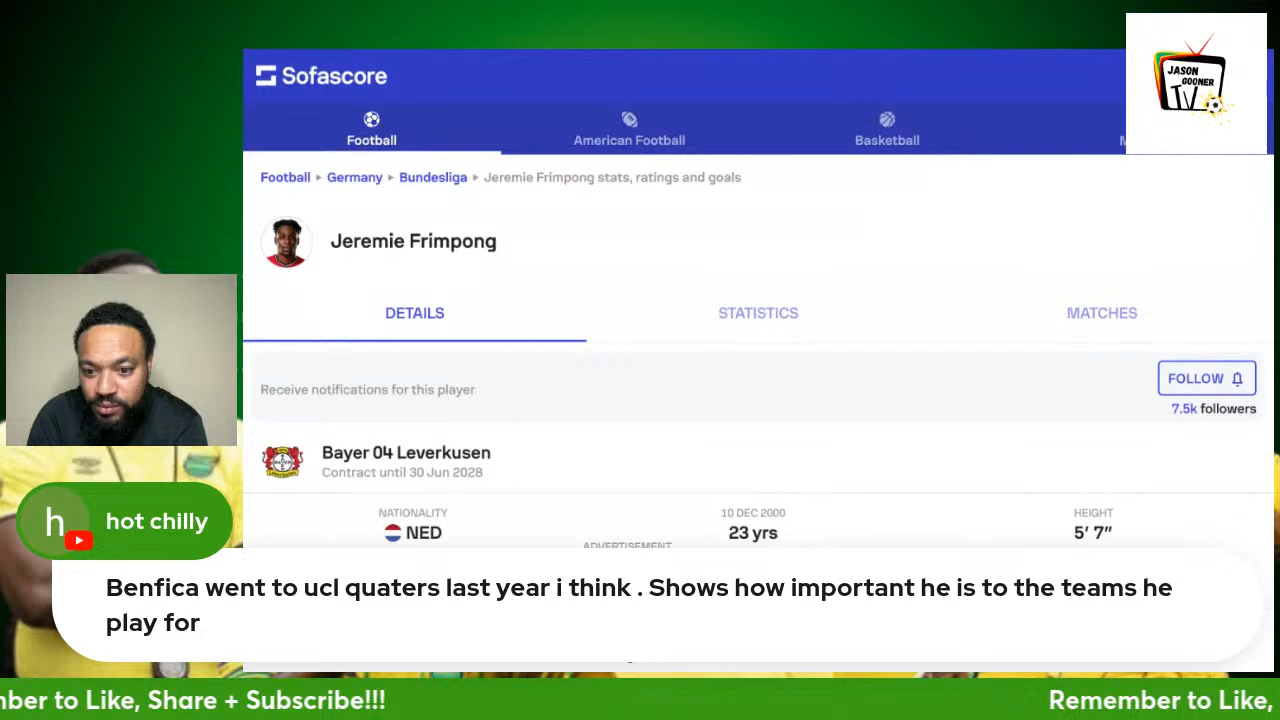 Sofascore
JASON
GOONER
TV
Football
American Football
Basketball
M
Football ▸ Germany ▸ Bundesliga ▸ Jeremie Frimpong stats, ratings and goals
Jeremie Frimpong
DETAILS
STATISTICS
MATCHES
Receive notifications for this player
FOLLOW
7.5k followers
Bayer 04 Leverkusen
Contract until 30 Jun 2028
NATIONALITY
10 DEC 2000
HEIGHT
NED
23 yrs
5' 7"
ADVERTISEMENT
h
hot chilly
Benfica went to ucl quaters last year i think . Shows how important he is to the teams he
play for
nber to Like, Share + Subscribe!!!
Remember to Like,